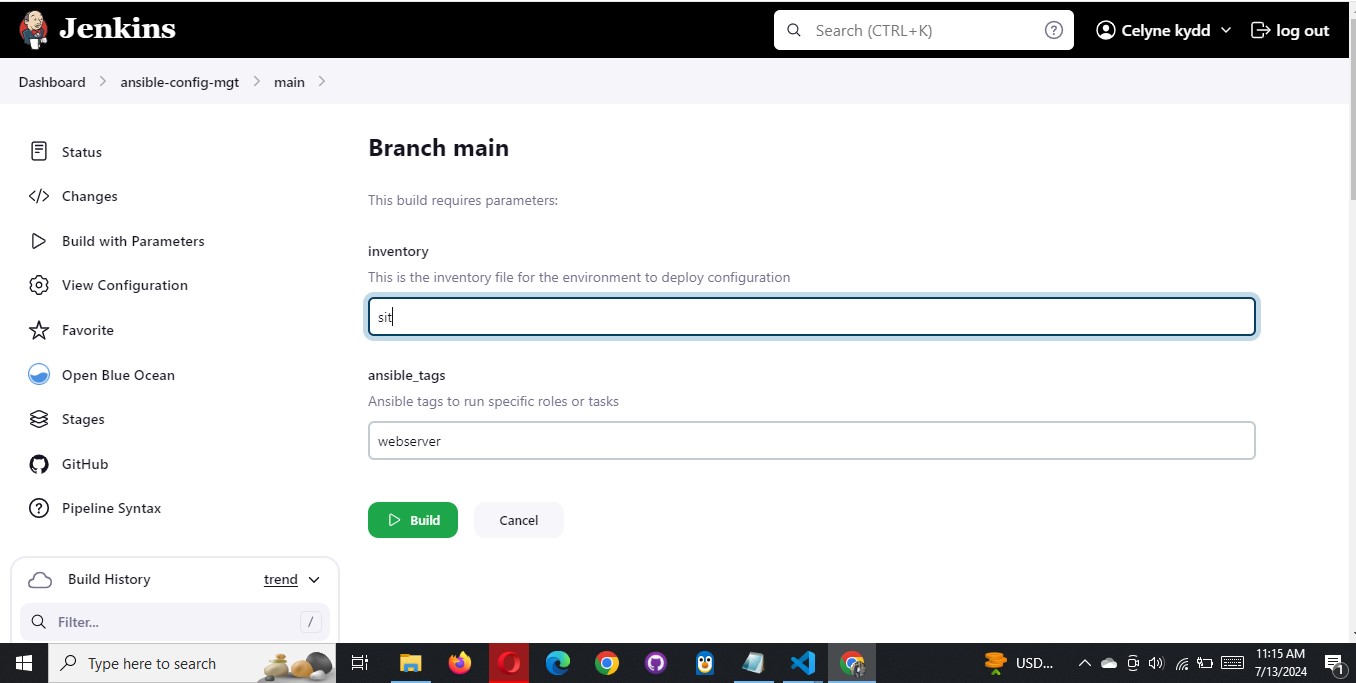 Jenkins
Search (CTRL+K)
?
Celyne kydd
log out
Dashboard
ansible-config-mgt
main
Status
Changes
Build with Parameters
View Configuration
Favorite
Open Blue Ocean
Stages
GitHub
Pipeline Syntax
Build History
trend
Filter...
/
Branch main
This build requires parameters:
inventory
This is the inventory file for the environment to deploy configuration
sit
ansible_tags
Ansible tags to run specific roles or tasks
webserver
Build
Cancel
Type here to search
USD...
11:15 AM
7/13/2024
1